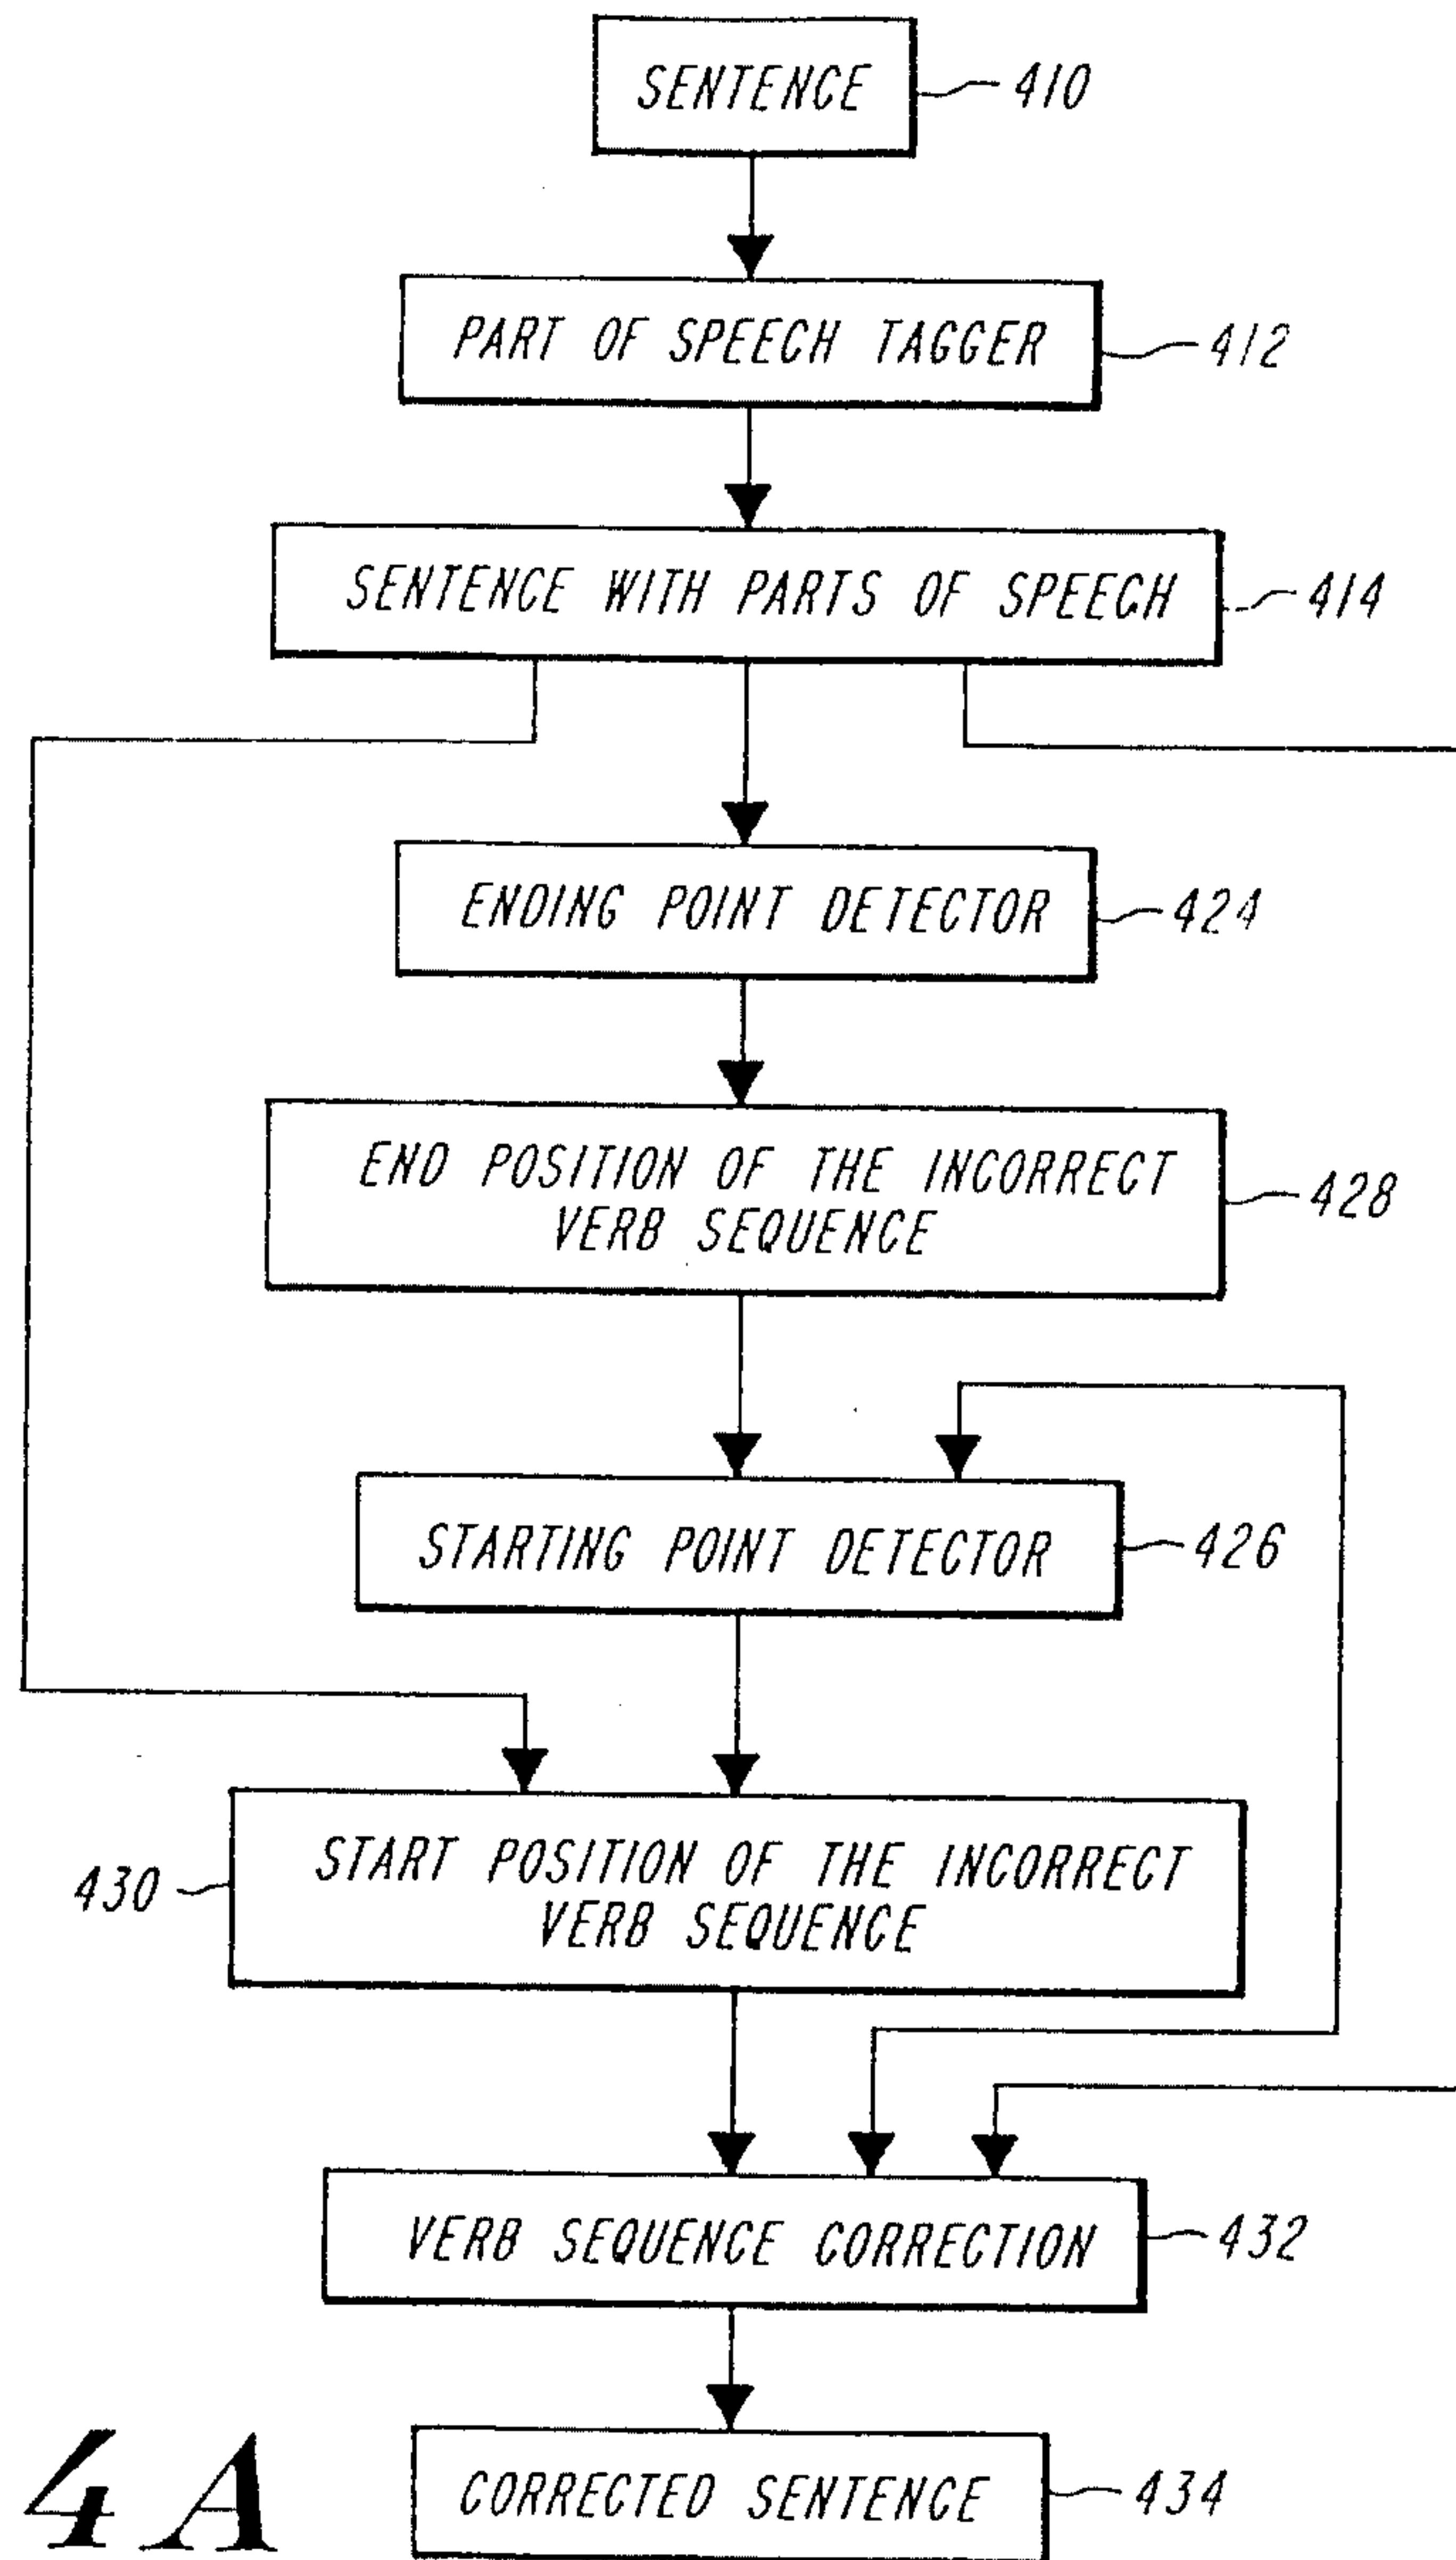 SENTENCE
410
PART OF SPEECH TAGGER
412
SENTENCE WITH PARTS OF SPEECH
414
ENDING POINT DETECTOR
424
END POSITION OF THE INCORRECT
VERB SEQUENCE
428
STARTING POINT DETECTOR
426
START POSITION OF THE INCORRECT
VERB SEQUENCE
430
VERB SEQUENCE CORRECTION
432
CORRECTED SENTENCE
434
4A